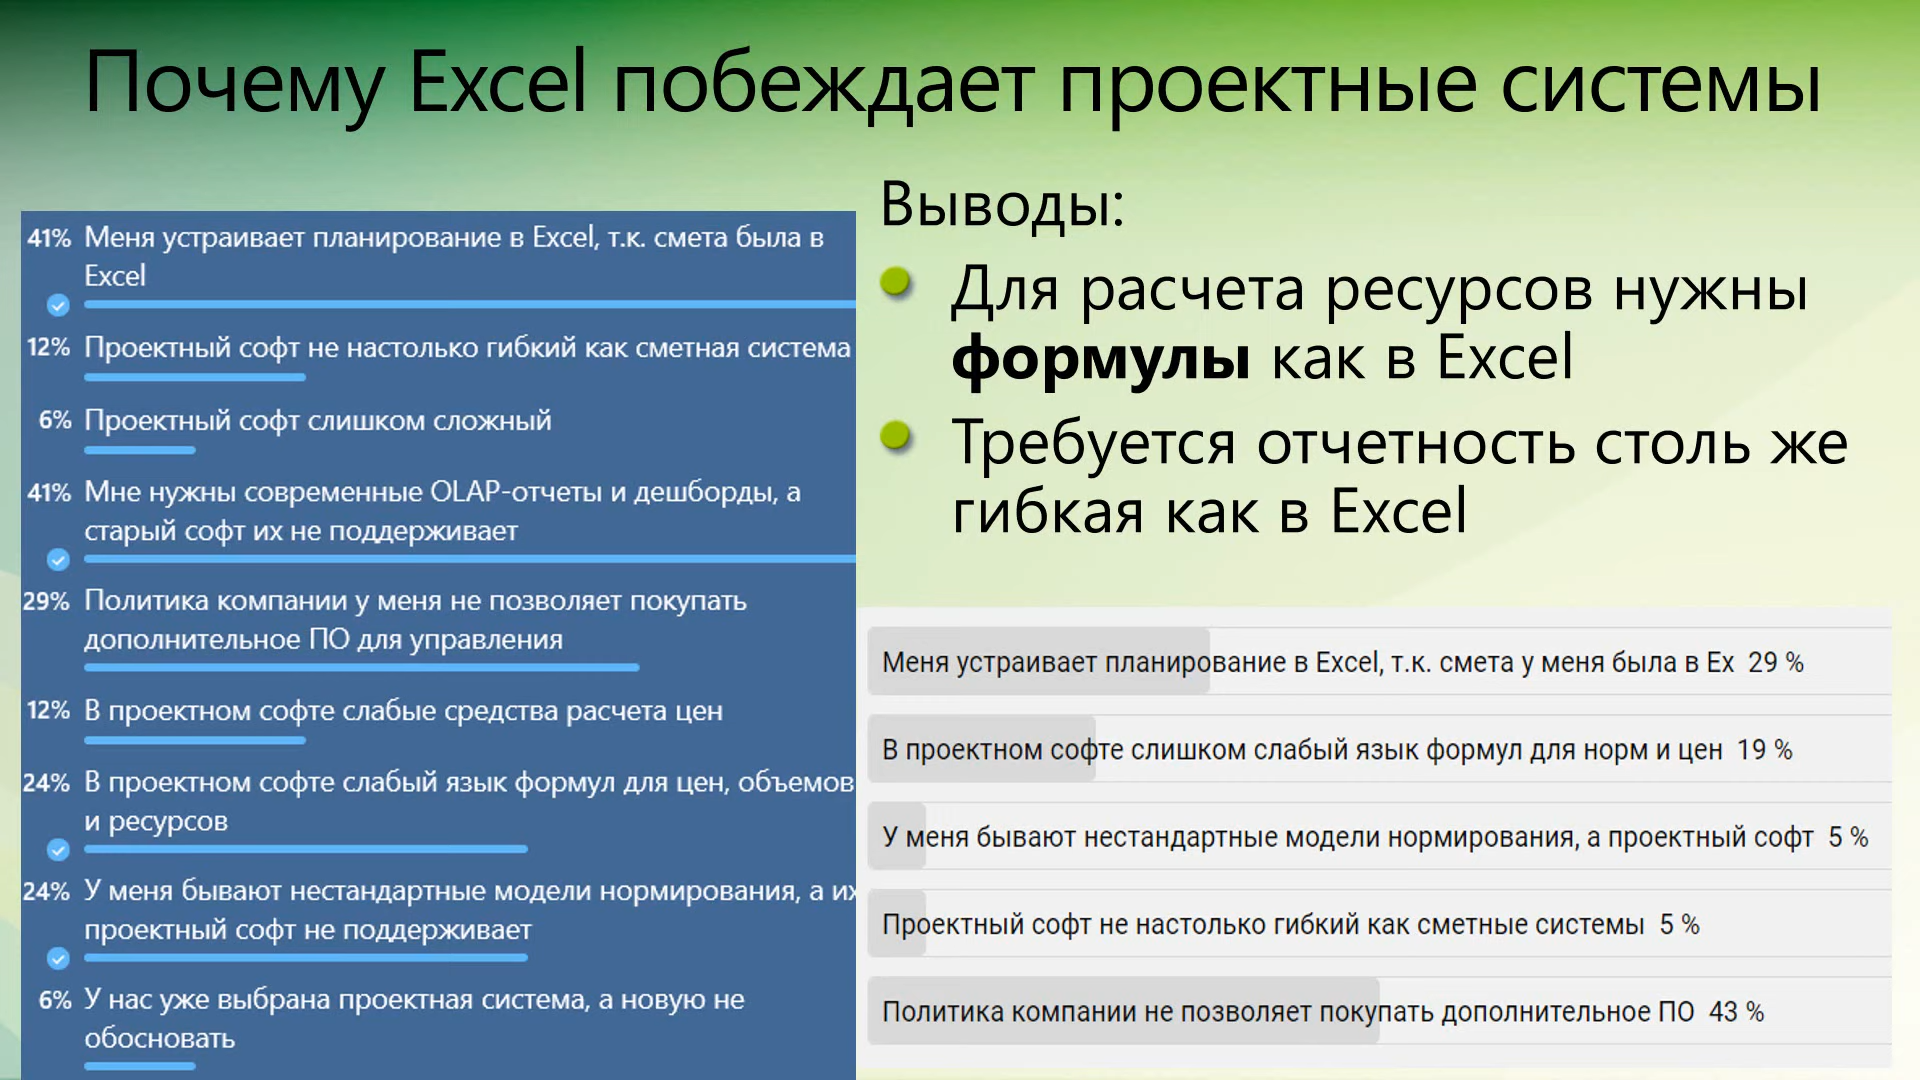 Почему Excel побеждает проектные системы
41% Меня устраивает планирование в Excel, т.к. смета была в
Excel
12% Проектный софт не настолько гибкий как сметная система
6% Проектный софт слишком сложный
41% Мне нужны современные OLAP-отчеты и дешборды, а
старый софт их не поддерживает
29% Политика компании у меня не позволяет покупать
дополнительное ПО для управления
12% В проектном софте слабые средства расчета цен
24% В проектном софте слабый язык формул для цен, объемов
и ресурсов
24% У меня бывают нестандартные модели нормирования, а их
проектный софт не поддерживает
6% У нас уже выбрана проектная система, а новую не
обосновать
Выводы:
Для расчета ресурсов нужны
формулы как в Excel
Требуется отчетность столь же
гибкая как в Excel
Меня устраивает планирование в Excel, т.к. смета у меня была в Ex 29 %
В проектном софте слишком слабый язык формул для норм и цен 19 %
У меня бывают нестандартные модели нормирования, а проектный софт 5 %
Проектный софт не настолько гибкий как сметные системы 5 %
Политика компании не позволяет покупать дополнительное ПО 43 %